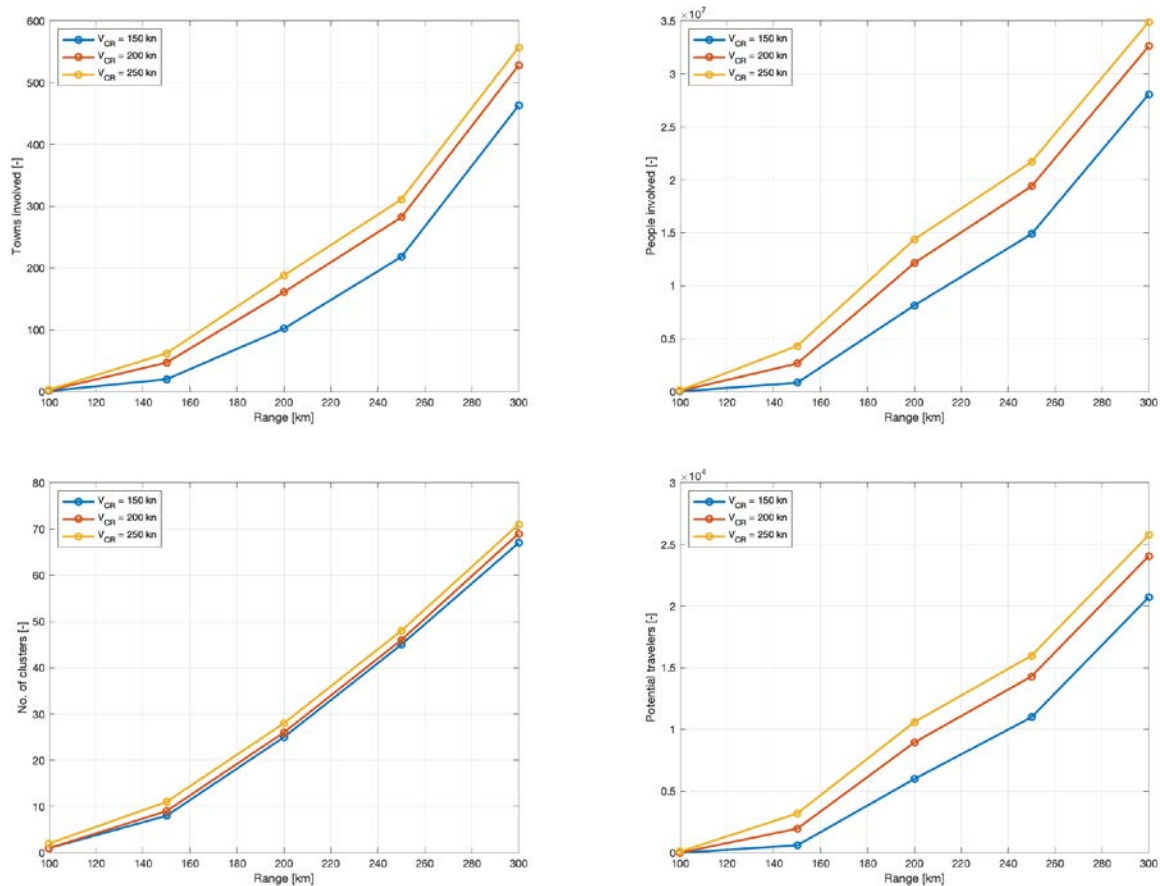 600
500
400
300
200
100
0
Towns involved [-]
V_CR = 150 kn
V_CR = 200 kn
V_CR = 250 kn
100 120 140 160 180 200 220 240 260 280 300
Range [km]
×10^7
3.5
3
2.5
2
1.5
1
0.5
0
People involved [-]
V_CR = 150 kn
V_CR = 200 kn
V_CR = 250 kn
100 120 140 160 180 200 220 240 260 280 300
Range [km]
80
70
60
50
40
30
20
10
0
No. of clusters [-]
V_CR = 150 kn
V_CR = 200 kn
V_CR = 250 kn
100 120 140 160 180 200 220 240 260 280 300
Range [km]
×10^4
3
2.5
2
1.5
1
0.5
0
Potential travelers [-]
V_CR = 150 kn
V_CR = 200 kn
V_CR = 250 kn
100 120 140 160 180 200 220 240 260 280 300
Range [km]